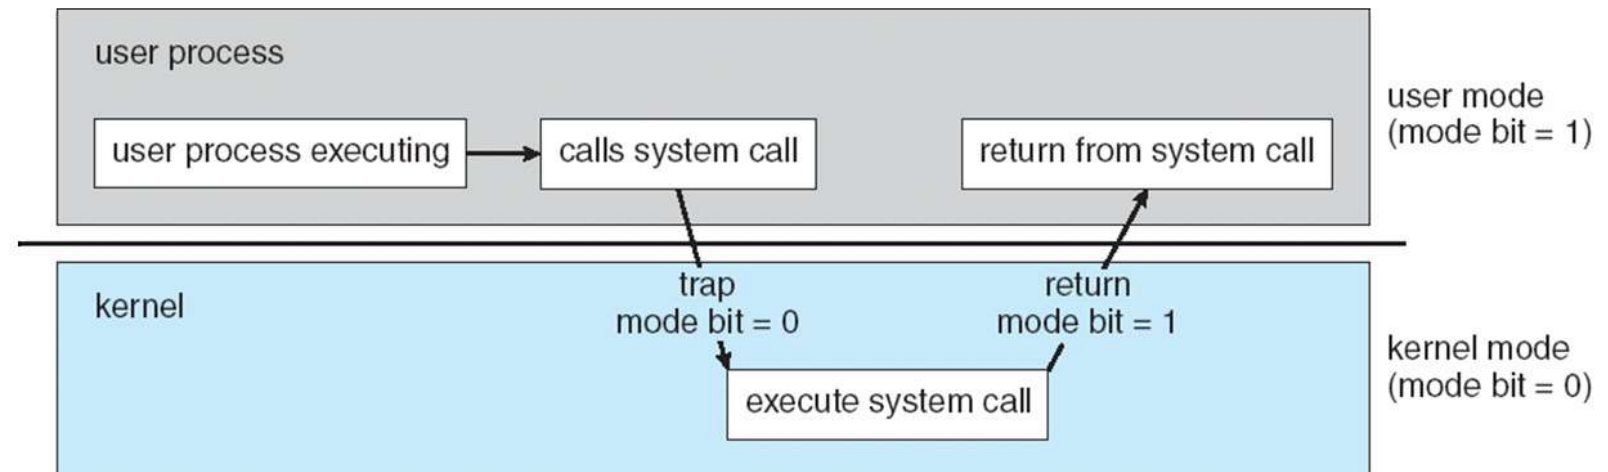 user process
user process executing
calls system call
return from system call
user mode
(mode bit = 1)
kernel
trap
mode bit = 0
return
mode bit = 1
execute system call
kernel mode
(mode bit = 0)